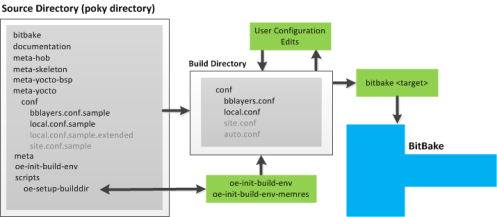 Source Directory (poky directory)
bitbake
documentation
meta-hob
meta-skeleton
meta-yocto-bsp
meta-yocto
conf
bblayers.conf.sample
local.conf.sample
local.conf.sample.extended
site.conf.sample
meta
oe-init-build-env
scripts
oe-setup-builddir
User Configuration
Edits
Build Directory
conf
bblayers.conf
local.conf
site.conf
auto.conf
oe-init-build-env
oe-init-build-env-memres
bitbake <target>
BitBake